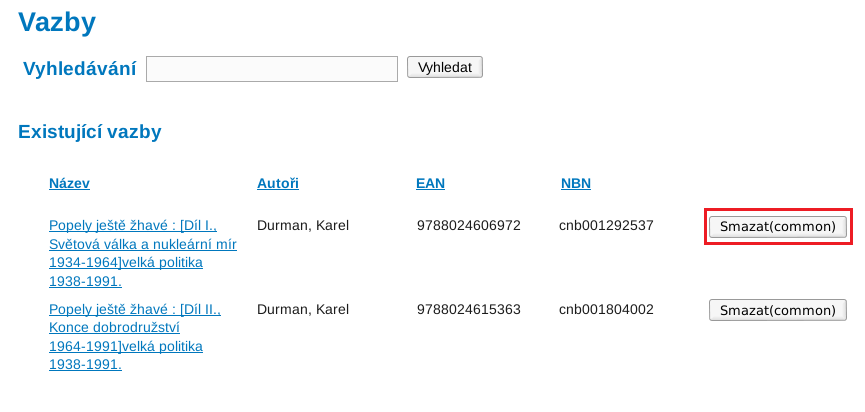 Vazby
Vyhledávání Vyhledat
Existující vazby
Název Autoři EAN NBN
Popely ještě žhavé : [Díl I., Durman, Karel 9788024606972 cnb001292537 Smazat(common)
Světová válka a nukleární mír
1934-1964]velká politika
1938-1991.
Popely ještě žhavé : [Díl II., Durman, Karel 9788024615363 cnb001804002 Smazat(common)
Konce dobrodružství
1964-1991]velká politika
1938-1991.